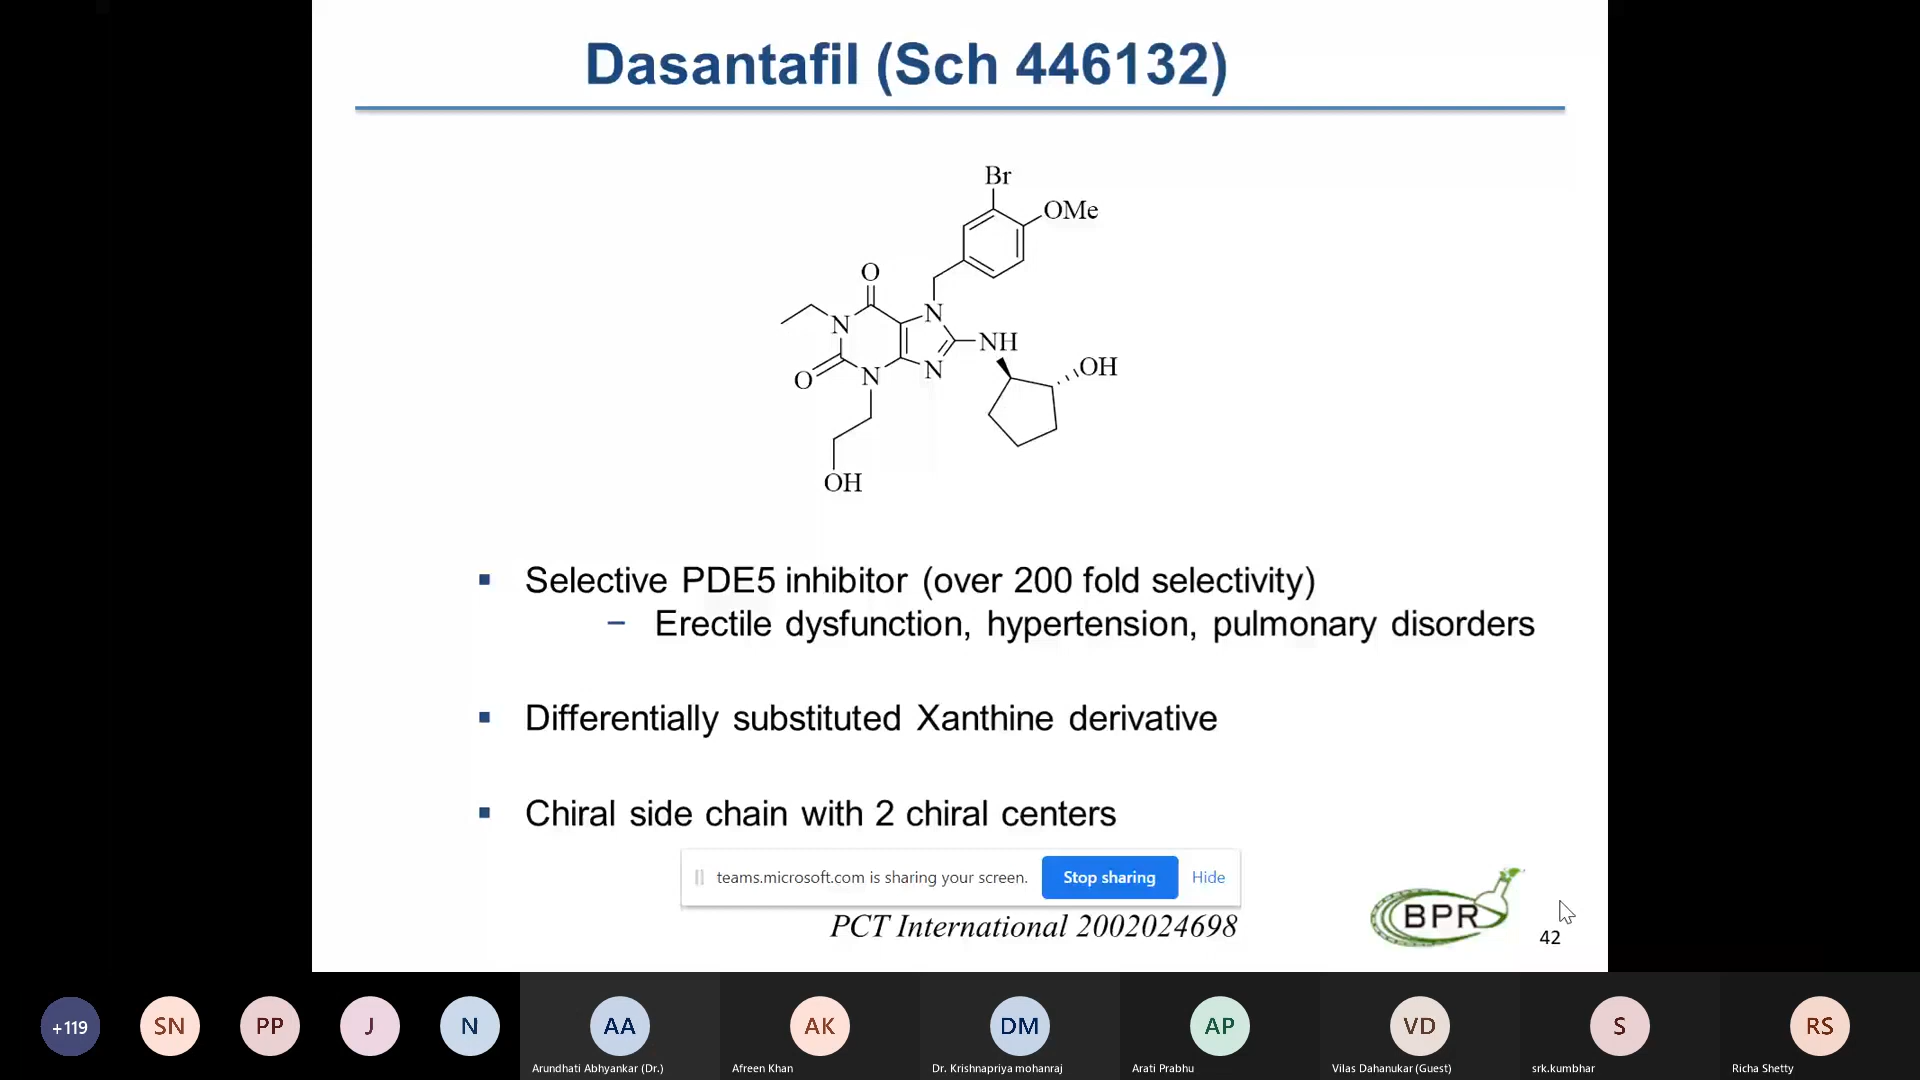 Dasantafil (Sch 446132)
Br
OMe
O
N
N
NH
OH
O
N
N
OH
Selective PDE5 inhibitor (over 200 fold selectivity)
– Erectile dysfunction, hypertension, pulmonary disorders
Differentially substituted Xanthine derivative
Chiral side chain with 2 chiral centers
teams.microsoft.com is sharing your screen. Stop sharing Hide
PCT International 2002024698
BPR
42
+119 SN PP J N AA AK DM AP VD S RS
Arundhati Abhyankar (Dr.) Afreen Khan Dr. Krishnapriya mohanraj Arati Prabhu Vilas Dahanukar (Guest) srk.kumbhar Richa Shetty